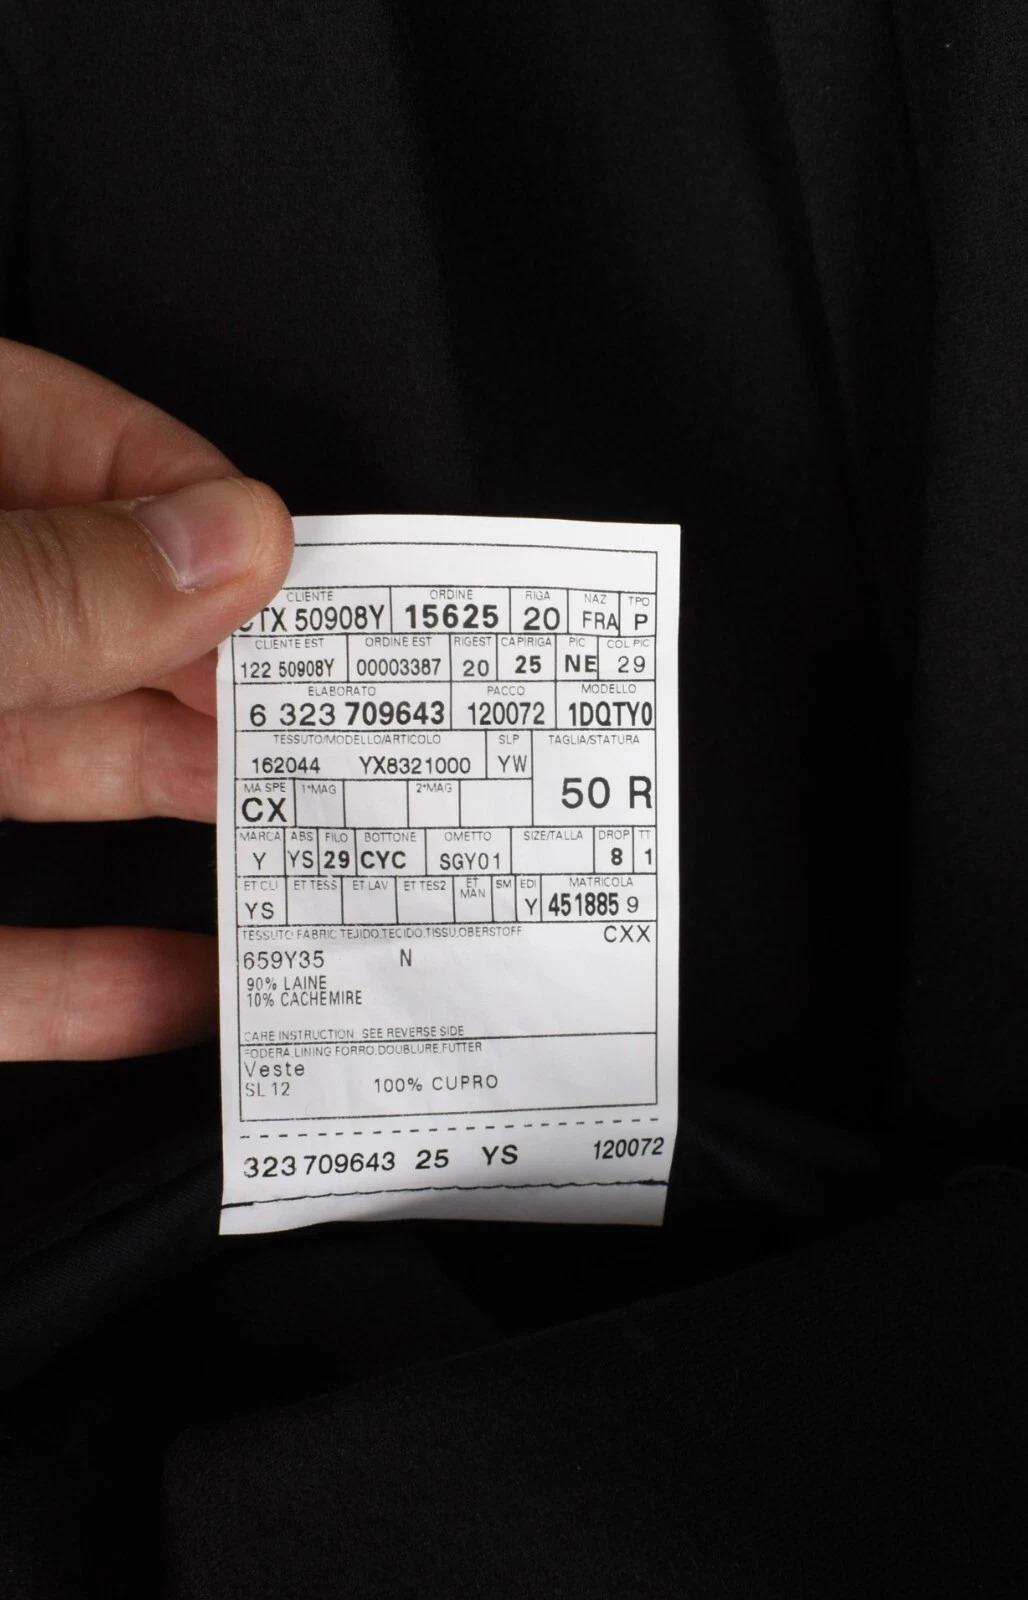 CLIENTE ORDINE RIGA NAZ TPO
CTX 50908Y 15625 20 FRA P
CLIENTE EST ORDINE EST RIGEST CAPIRIGA PIC COL PIC
122 50908Y 00003387 20 25 NE 29
ELABORATO PACCO MODELLO
6 323 709643 120072 1DQTY0
TESSUTO/MODELLO/ARTICOLO SLP TAGLIA/STATURA
162044 YX8321000 YW
50 R
MA SPE 1°MAG 2°MAG
CX
MARCA ABS FILO BOTTONE OMETTO SIZE/TALLA DROP TT
Y YS 29 CYC SGY01 8 1
ET CLI ET TESS ET LAV ET TES2 ET MAN SM EDI MATRICOLA
YS Y 451885 9
TESSUTO.FABRIC.TEJIDO.TECIDO.TISSU.OBERSTOFF CXX
659Y35 N
90% LAINE
10% CACHEMIRE
CARE INSTRUCTION SEE REVERSE SIDE
FODERA.LINING.FORRO.DOUBLURE.FUTTER
Veste
SL 12 100% CUPRO
323 709643 25 YS 120072